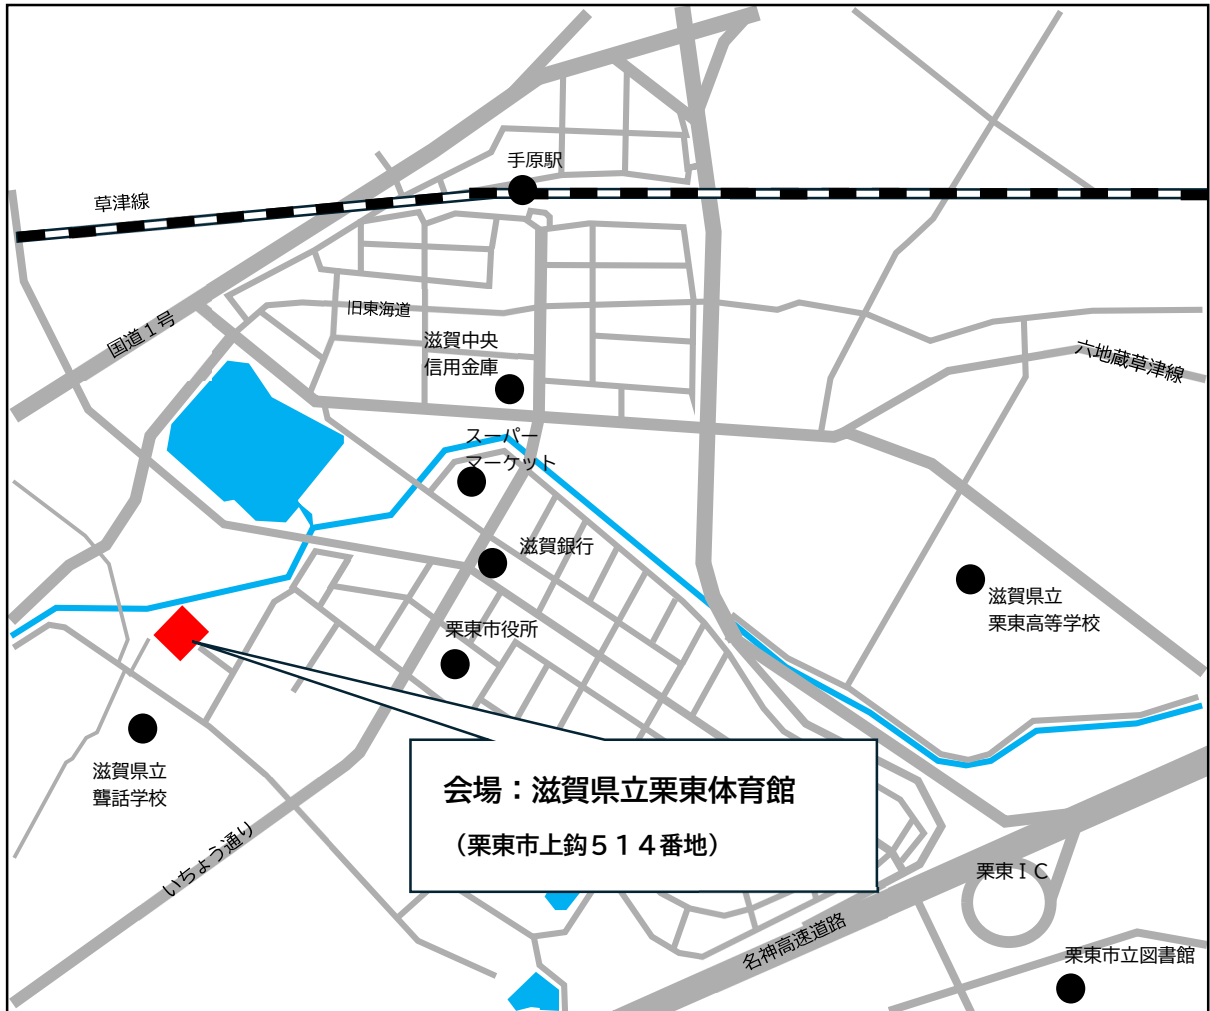 手原駅
草津線
旧東海道
国道１号
滋賀中央
信用金庫
六地蔵草津線
スーパー
マーケット
滋賀銀行
滋賀県立
栗東高等学校
栗東市役所
滋賀県立
聾話学校
会場：滋賀県立栗東体育館
（栗東市上鈎５１４番地）
いちょう通り
栗東ＩＣ
名神高速道路
栗東市立図書館